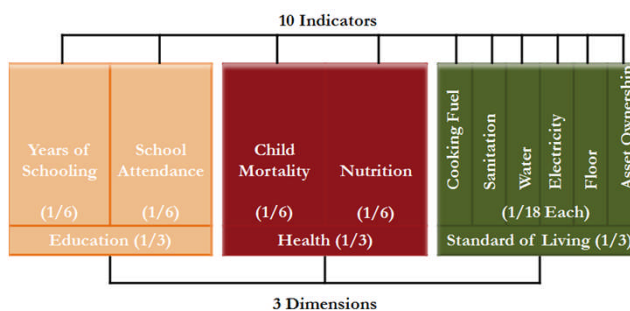 10 Indicators
Years of
Schooling
(1/6)
School
Attendance
(1/6)
Education (1/3)
Child
Mortality
(1/6)
Nutrition
(1/6)
Health (1/3)
Cooking Fuel
Sanitation
Water
Electricity
Floor
Asset Ownership
(1/18 Each)
Standard of Living (1/3)
3 Dimensions